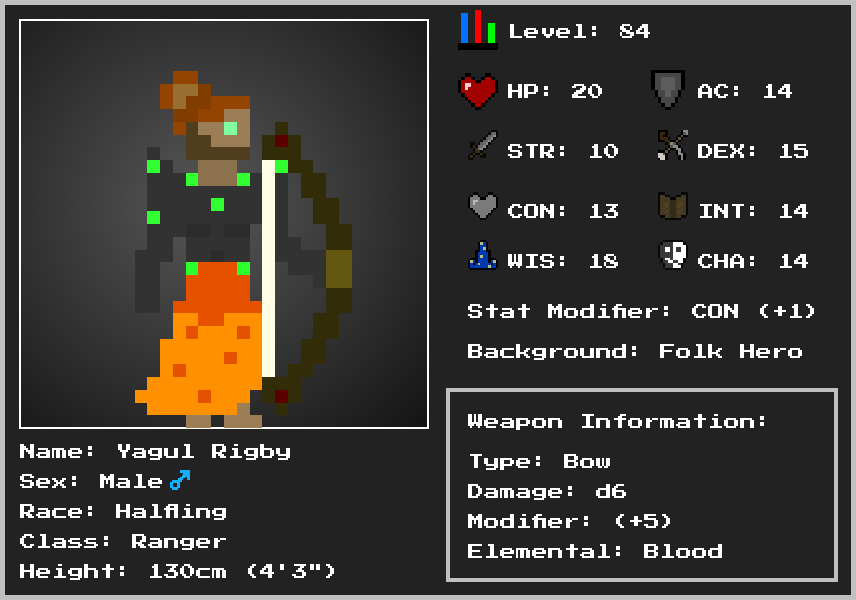 Level: 84
HP: 20
AC: 14
STR: 10
DEX: 15
CON: 13
INT: 14
WIS: 18
CHA: 14
Stat Modifier: CON (+1)
Background: Folk Hero
Weapon Information:
Type: Bow
Damage: d6
Modifier: (+5)
Elemental: Blood
Name: Yagul Rigby
Sex: Male ♂
Race: Halfling
Class: Ranger
Height: 130cm (4'3")